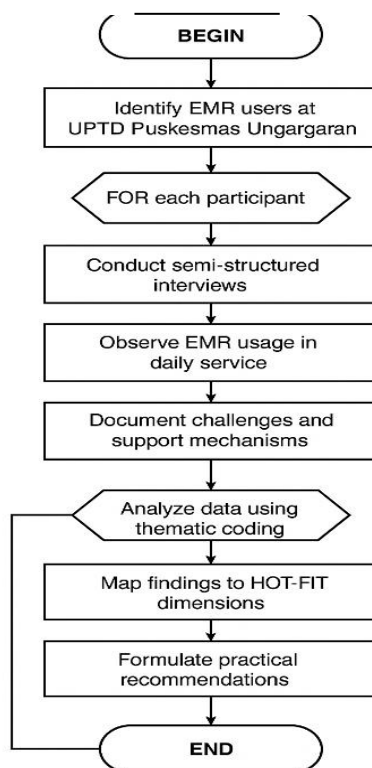 BEGIN
Identify EMR users at
UPTD Puskesmas Ungargaran
FOR each participant
Conduct semi-structured
interviews
Observe EMR usage in
daily service
Document challenges and
support mechanisms
Analyze data using
thematic coding
Map findings to HOT-FIT
dimensions
Formulate practical
recommendations
END